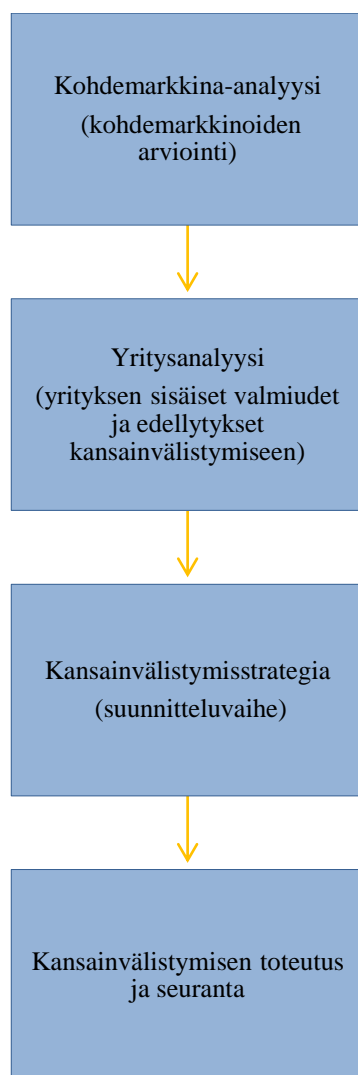 Kohdemarkkina-analyysi
(kohdemarkkinoiden
arviointi)
Yritysanalyysi
(yrityksen sisäiset valmiudet
ja edellytykset
kansainvälistymiseen)
Kansainvälistymisstrategia
(suunnitteluvaihe)
Kansainvälistymisen toteutus
ja seuranta